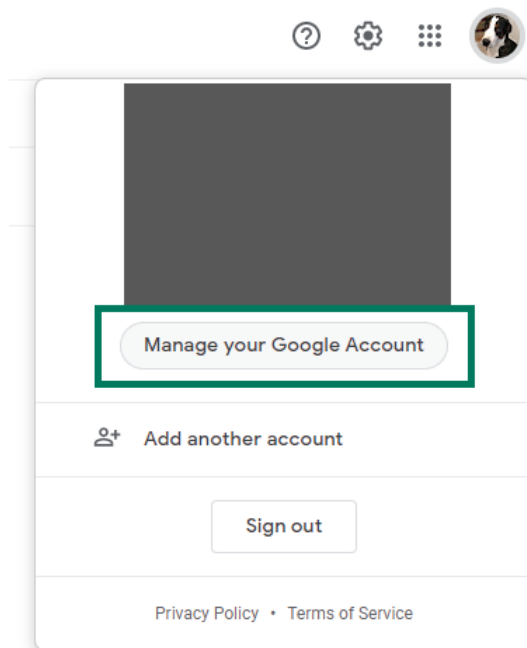 Manage your Google Account
Add another account
Sign out
Privacy Policy • Terms of Service